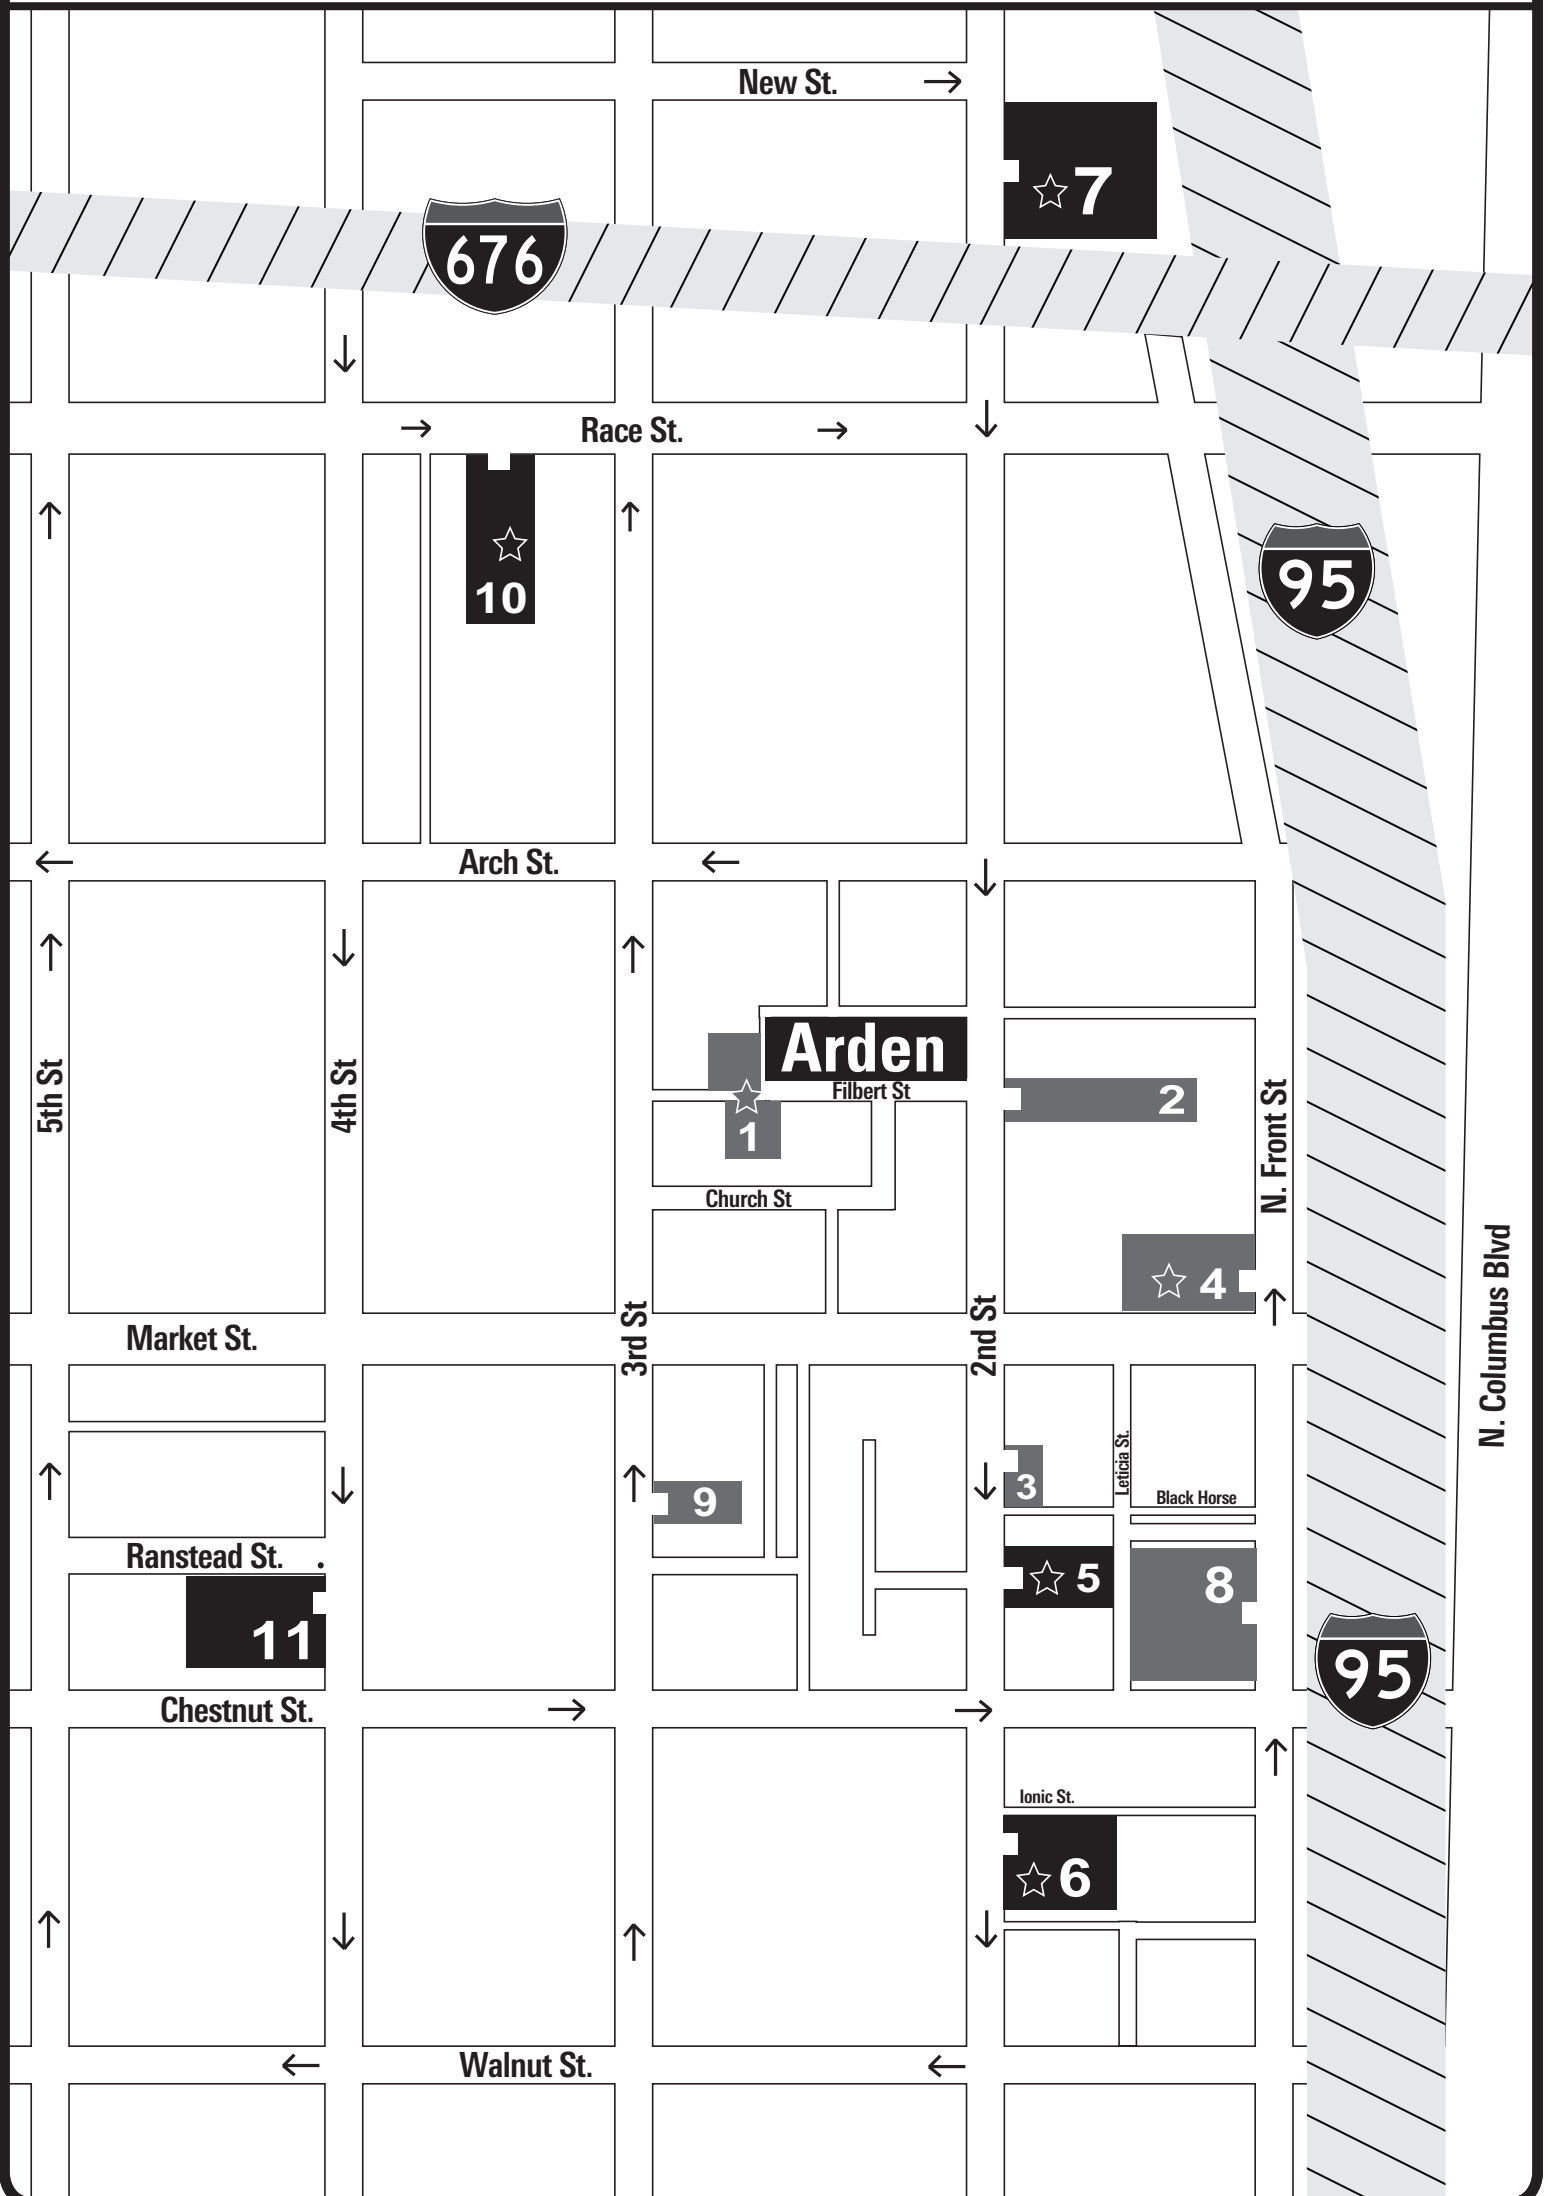 New St.
7
676
Race St.
10
95
Arch St.
Arden
Filbert St
1
2
5th St
4th St
N. Front St
Church St
4
3rd St
2nd St
N. Columbus Blvd
Market St.
Leticia St.
3
9
Black Horse
Ranstead St. .
5
8
11
95
Chestnut St.
Ionic St.
6
Walnut St.